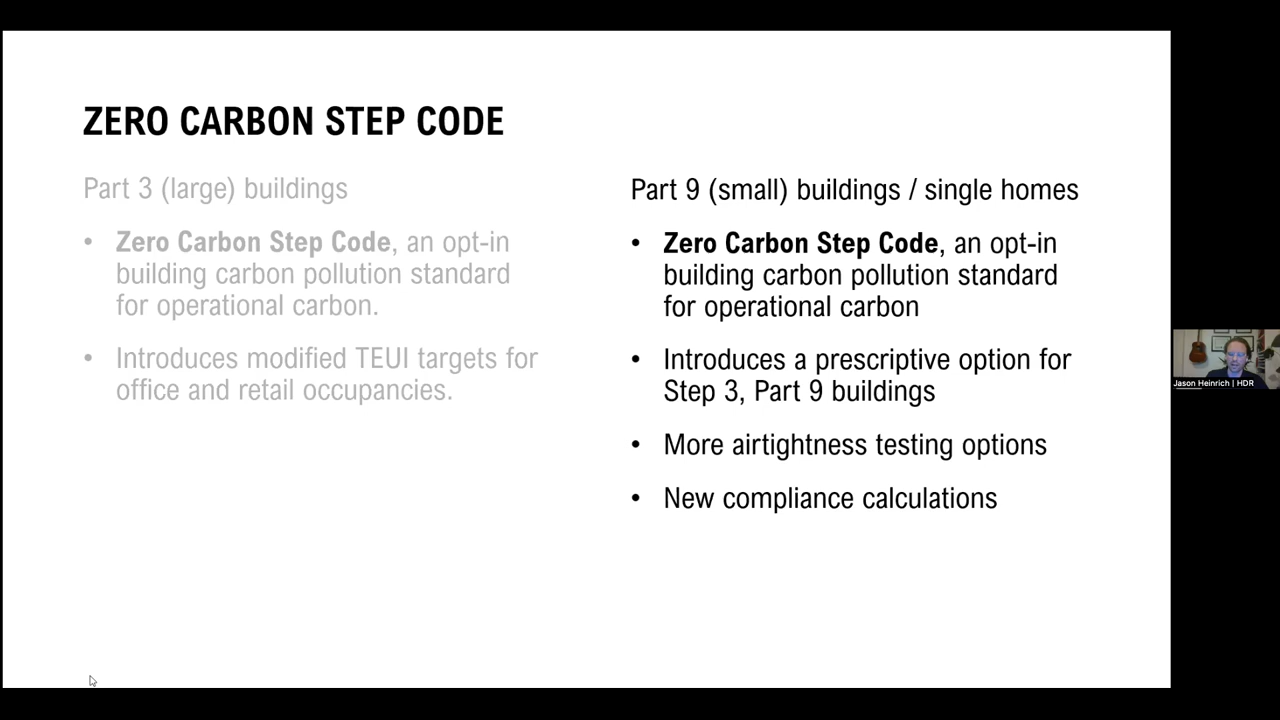 ZERO CARBON STEP CODE
Part 3 (large) buildings
• Zero Carbon Step Code, an opt-in
building carbon pollution standard
for operational carbon.
• Introduces modified TEUI targets for
office and retail occupancies.
Part 9 (small) buildings / single homes
• Zero Carbon Step Code, an opt-in
building carbon pollution standard
for operational carbon
• Introduces a prescriptive option for
Step 3, Part 9 buildings
• More airtightness testing options
• New compliance calculations
Jason Heinrich | HDR